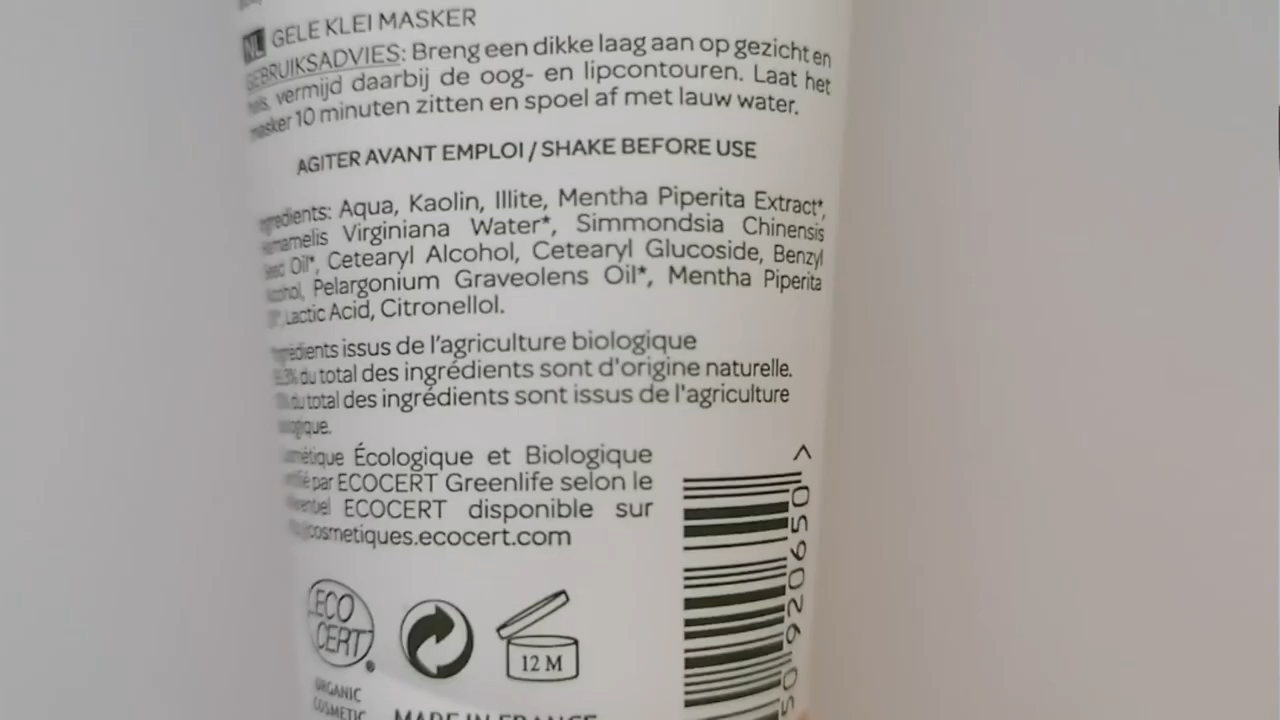 NL GELE KLEI MASKER
GEBRUIKSADVIES: Breng een dikke laag aan op gezicht en
hals, vermijd daarbij de oog- en lipcontouren. Laat het
masker 10 minuten zitten en spoel af met lauw water.
AGITER AVANT EMPLOI / SHAKE BEFORE USE
Ingredients: Aqua, Kaolin, Illite, Mentha Piperita Extract*,
Hamamelis Virginiana Water*, Simmondsia Chinensis
Seed Oil*, Cetearyl Alcohol, Cetearyl Glucoside, Benzyl
Alcohol, Pelargonium Graveolens Oil*, Mentha Piperita
Lactic Acid, Citronellol.
Ingrédients issus de l'agriculture biologique
du total des ingrédients sont d'origine naturelle.
du total des ingrédients sont issus de l'agriculture
biologique.
Cosmétique Écologique et Biologique
certifié par ECOCERT Greenlife selon le
référentiel ECOCERT disponible sur
cosmetiques.ecocert.com
ECO
CERT
®
12 M
ORGANIC
COSMETIC
MADE IN FRANCE
50 920650 >